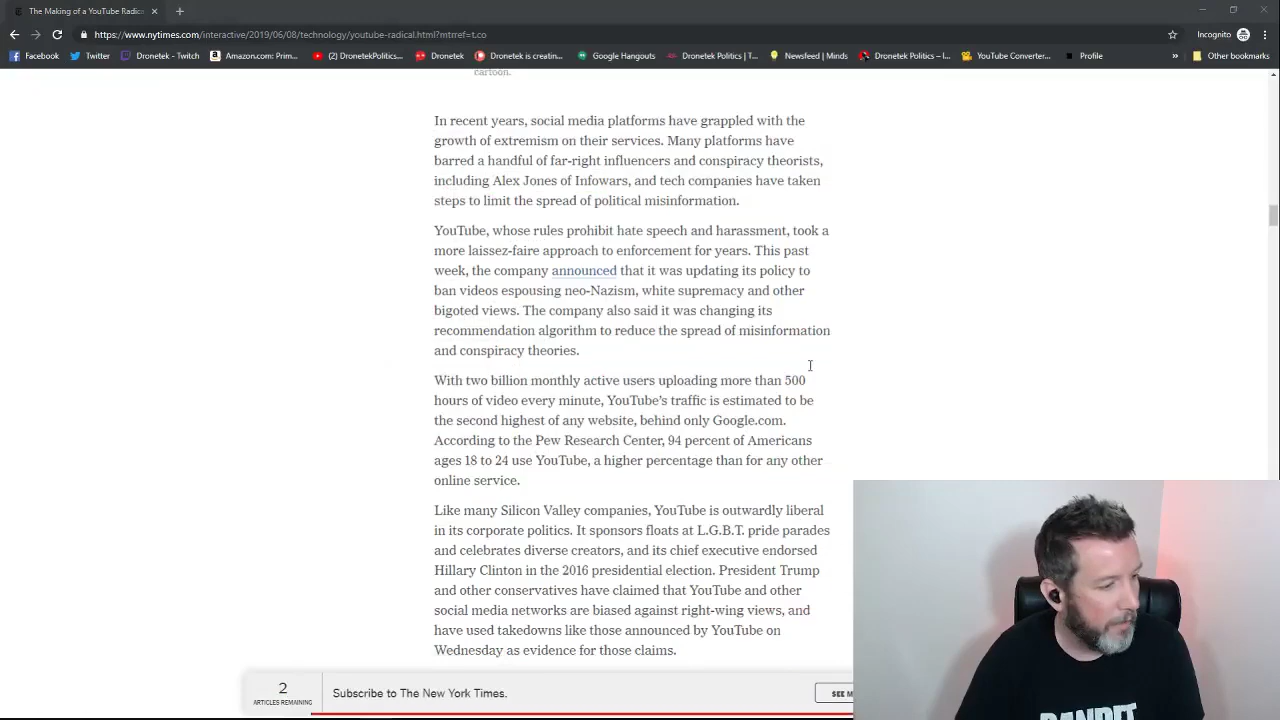 The Making of a YouTube Radic
https://www.nytimes.com/interactive/2019/06/08/technology/youtube-radical.html?mtrref=t.co
Incognito
Facebook
Twitter
Dronetek - Twitch
Amazon.com: Prim...
(2) DronetekPolitics...
Dronetek
Dronetek is creatin...
Google Hangouts
Dronetek Politics | T...
Newsfeed | Minds
Dronetek Politics – l...
YouTube Converter...
Profile
Other bookmarks
cartoon.
In recent years, social media platforms have grappled with the
growth of extremism on their services. Many platforms have
barred a handful of far-right influencers and conspiracy theorists,
including Alex Jones of Infowars, and tech companies have taken
steps to limit the spread of political misinformation.
YouTube, whose rules prohibit hate speech and harassment, took a
more laissez-faire approach to enforcement for years. This past
week, the company announced that it was updating its policy to
ban videos espousing neo-Nazism, white supremacy and other
bigoted views. The company also said it was changing its
recommendation algorithm to reduce the spread of misinformation
and conspiracy theories.
With two billion monthly active users uploading more than 500
hours of video every minute, YouTube’s traffic is estimated to be
the second highest of any website, behind only Google.com.
According to the Pew Research Center, 94 percent of Americans
ages 18 to 24 use YouTube, a higher percentage than for any other
online service.
Like many Silicon Valley companies, YouTube is outwardly liberal
in its corporate politics. It sponsors floats at L.G.B.T. pride parades
and celebrates diverse creators, and its chief executive endorsed
Hillary Clinton in the 2016 presidential election. President Trump
and other conservatives have claimed that YouTube and other
social media networks are biased against right-wing views, and
have used takedowns like those announced by YouTube on
Wednesday as evidence for those claims.
2
ARTICLES REMAINING
Subscribe to The New York Times.
SEE M
BANDIT